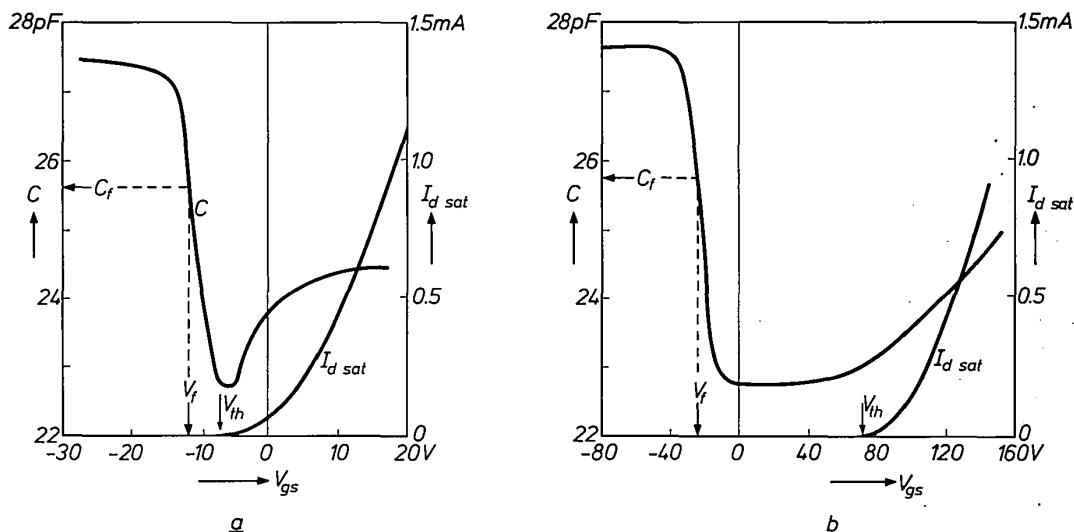 28pF
26
24
22
C
C_f
C
V_f
V_th
I_d sat
1.5mA
1.0
I_d sat
0.5
0
-30 -20 -10 0 10 20V
V_gs
a
28pF
26
24
22
C
C_f
V_f
V_th
I_d sat
1.5mA
1.0
I_d sat
0.5
0
-80 -40 0 40 80 120 160V
V_gs
b